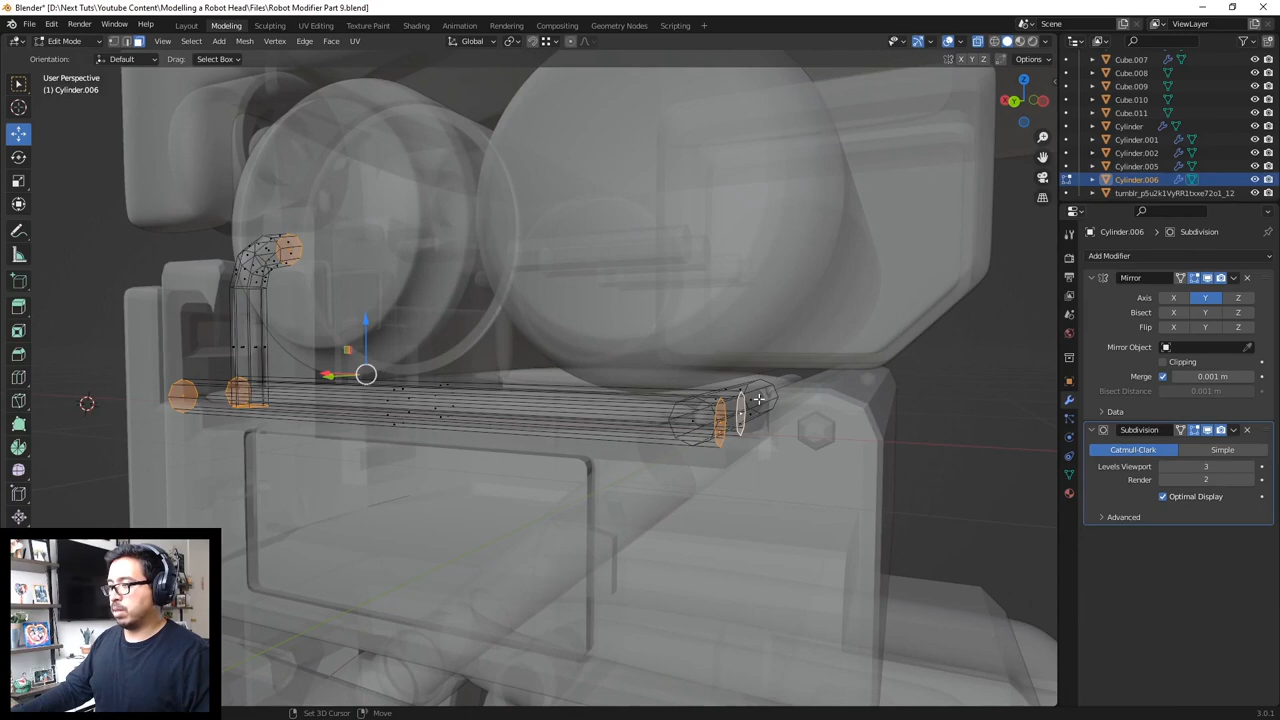 Blender* [D:\Next Tuts\Youtube Content\Modelling a Robot Head\Files\Robot Modifier Part 9.blend]
File Edit Render Window Help Layout Modeling Sculpting UV Editing Texture Paint Shading Animation Rendering Compositing Geometry Nodes Scripting + Scene ViewLayer
Edit Mode View Select Add Mesh Vertex Edge Face UV Global
Orientation: Default Drag: Select Box X Y Z Options
User Perspective
(1) Cylinder.006
X Y Z
Cube.007
Cube.008
Cube.009
Cube.010
Cube.011
Cylinder
Cylinder.001
Cylinder.002
Cylinder.005
Cylinder.006
tumblr_p5u2k1VyRR1txxe72o1_12
Cylinder.006 > Subdivision
Add Modifier
Mirror
Axis X Y Z
Bisect X Y Z
Flip X Y Z
Mirror Object
Clipping
Merge 0.001 m
Bisect Distance 0.001 m
Data
Subdivision
Catmull-Clark Simple
Levels Viewport 3
Render 2
Optimal Display
Advanced
Set 3D Cursor Move 3.0.1